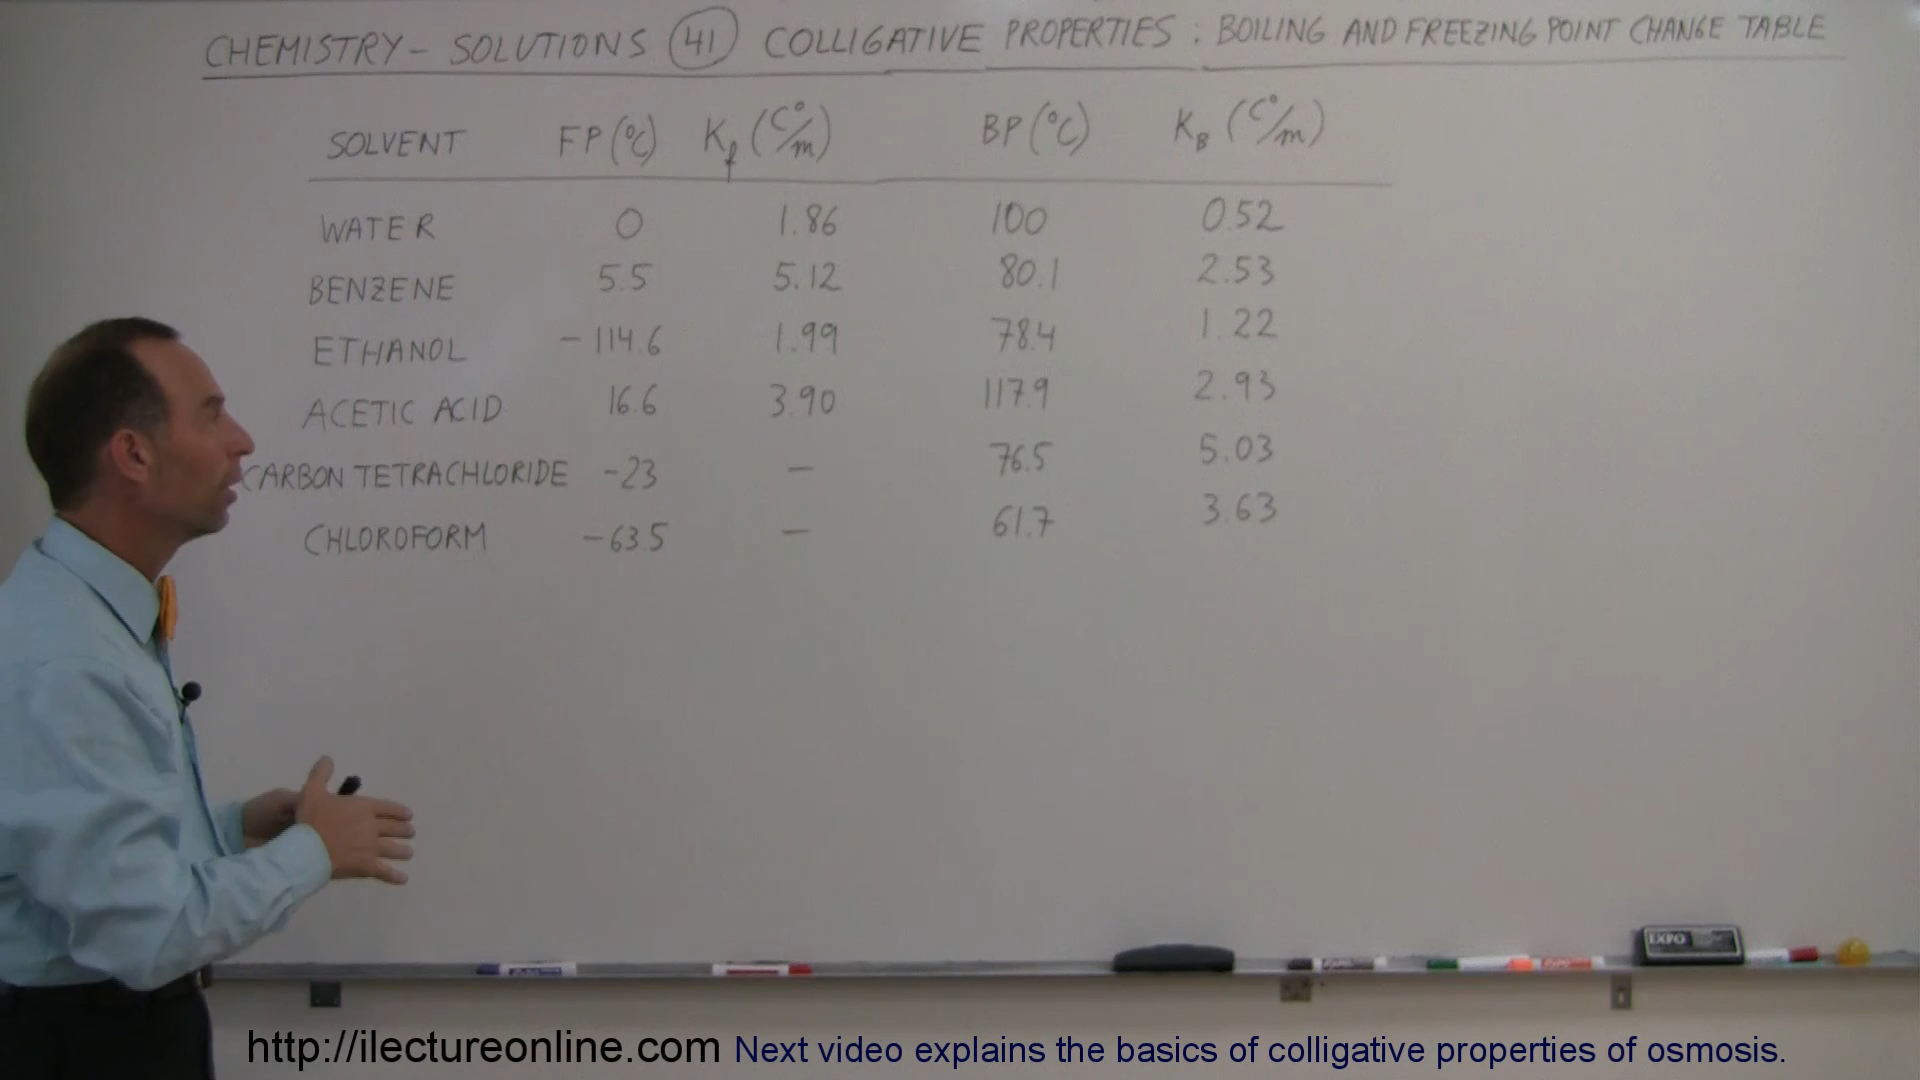 CHEMISTRY - SOLUTIONS 41 COLLIGATIVE PROPERTIES : BOILING AND FREEZING POINT CHANGE TABLE
SOLVENT FP (°C) Kf (C°/m) BP (°C) KB (C°/m)
WATER 0 1.86 100 0.52
BENZENE 5.5 5.12 80.1 2.53
ETHANOL -114.6 1.99 78.4 1.22
ACETIC ACID 16.6 3.90 117.9 2.93
CARBON TETRACHLORIDE -23 - 76.5 5.03
CHLOROFORM -63.5 - 61.7 3.63
EXPO
http://ilectureonline.com Next video explains the basics of colligative properties of osmosis.